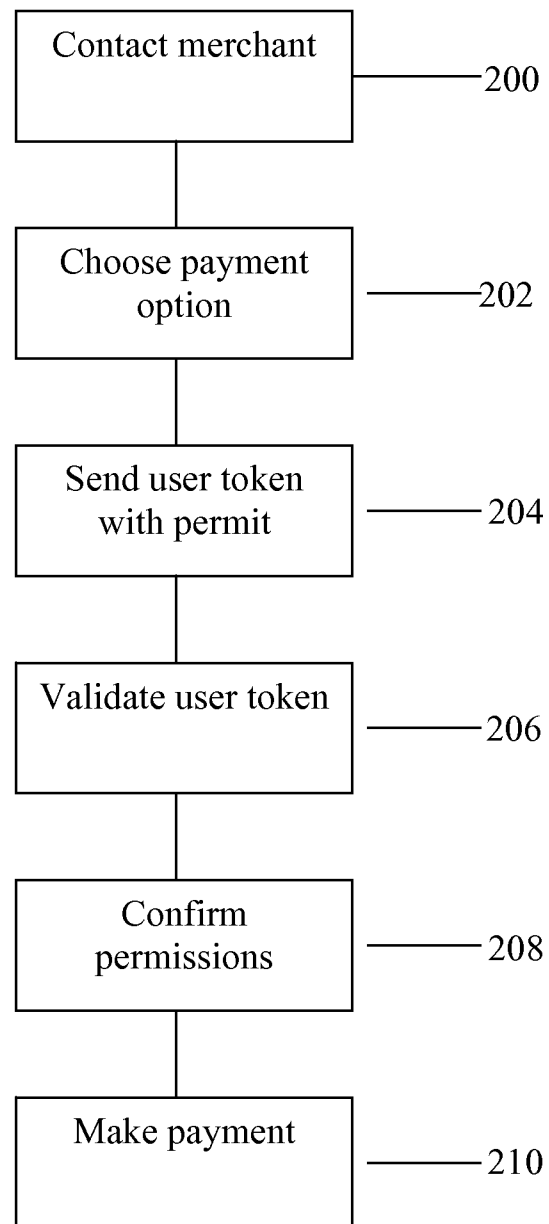 Contact merchant
200
Choose payment
option
202
Send user token
with permit
204
Validate user token
206
Confirm
permissions
208
Make payment
210